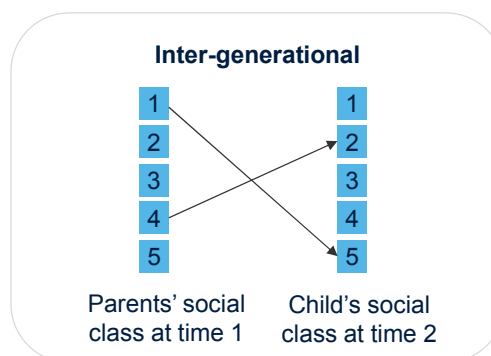 Inter-generational
1 1
2 2
3 3
4 4
5 5
Parents' social Child's social
class at time 1 class at time 2